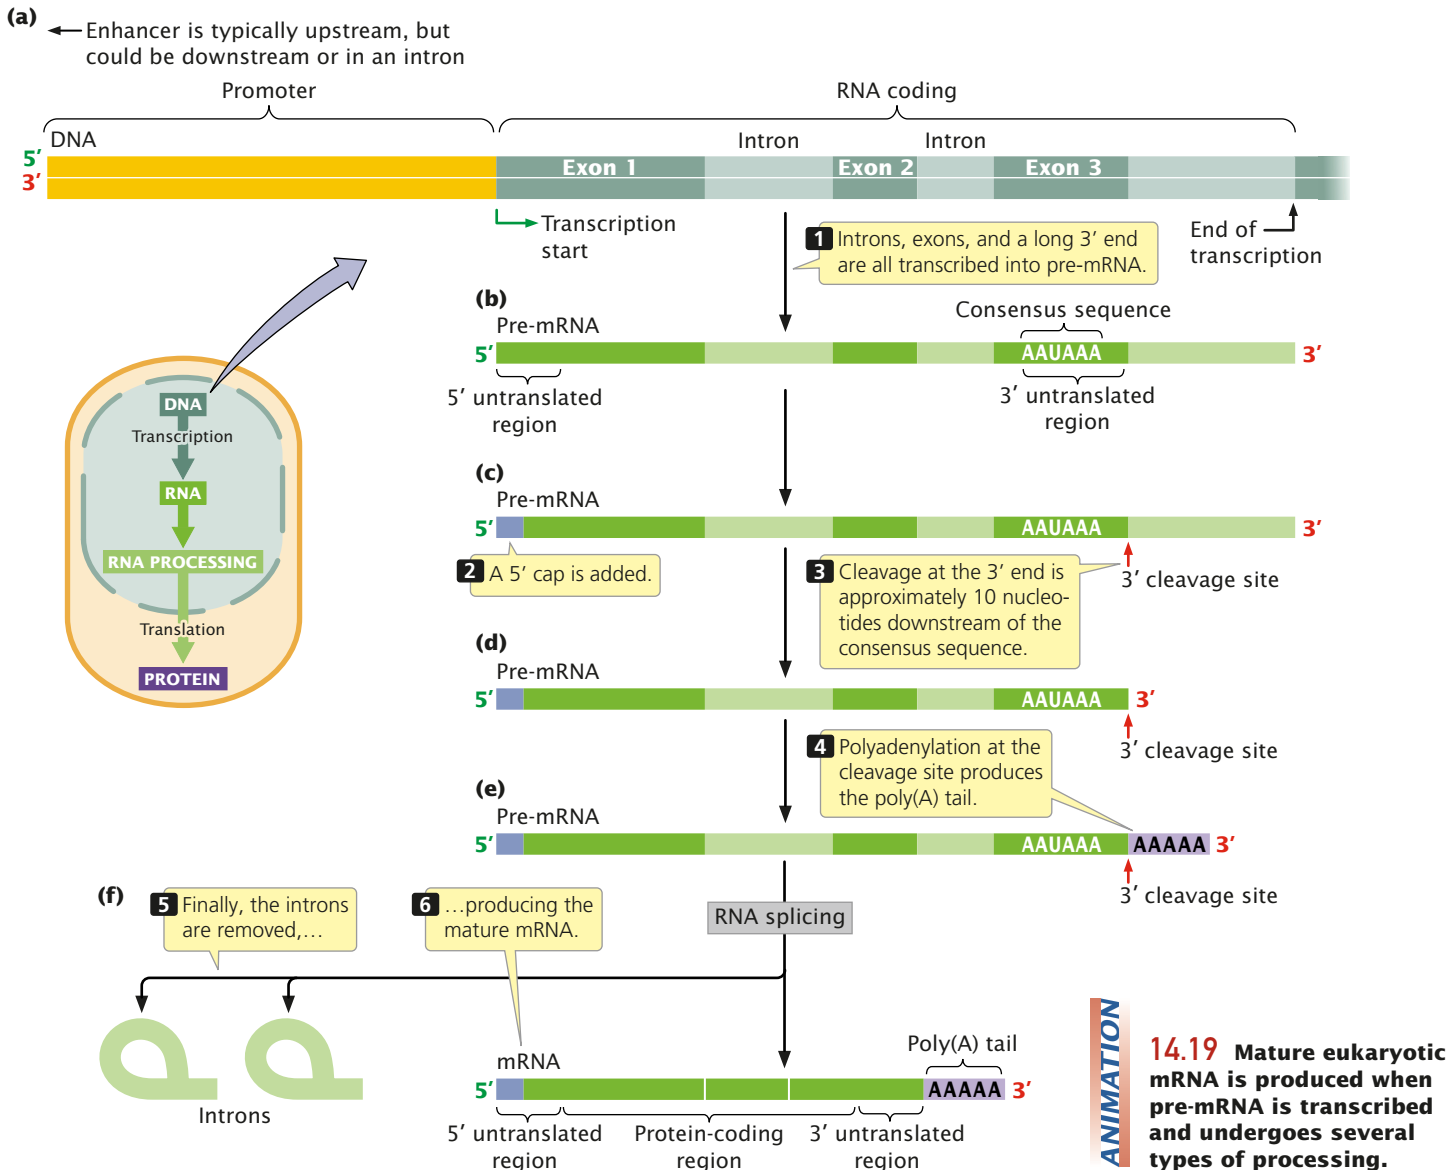 (a)
Enhancer is typically upstream, but
could be downstream or in an intron
Promoter
RNA coding
DNA
Intron
Intron
5′
3′
Exon 1
Exon 2
Exon 3
Transcription
start
End of
transcription
1 Introns, exons, and a long 3′ end
are all transcribed into pre-mRNA.
(b)
Pre-mRNA
Consensus sequence
5′
AAUAAA
3′
5′ untranslated
region
3′ untranslated
region
DNA
Transcription
RNA
RNA PROCESSING
Translation
PROTEIN
(c)
Pre-mRNA
5′
AAUAAA
3′
2 A 5′ cap is added.
3 Cleavage at the 3′ end is
approximately 10 nucleo-
tides downstream of the
consensus sequence.
3′ cleavage site
(d)
Pre-mRNA
5′
AAUAAA
3′
3′ cleavage site
4 Polyadenylation at the
cleavage site produces
the poly(A) tail.
(e)
Pre-mRNA
5′
AAUAAA
AAAAA
3′
3′ cleavage site
(f)
5 Finally, the introns
are removed,…
6 …producing the
mature mRNA.
RNA splicing
Introns
mRNA
Poly(A) tail
5′
AAAAA
3′
5′ untranslated
region
Protein-coding
region
3′ untranslated
region
ANIMATION
14.19 Mature eukaryotic
mRNA is produced when
pre-mRNA is transcribed
and undergoes several
types of processing.